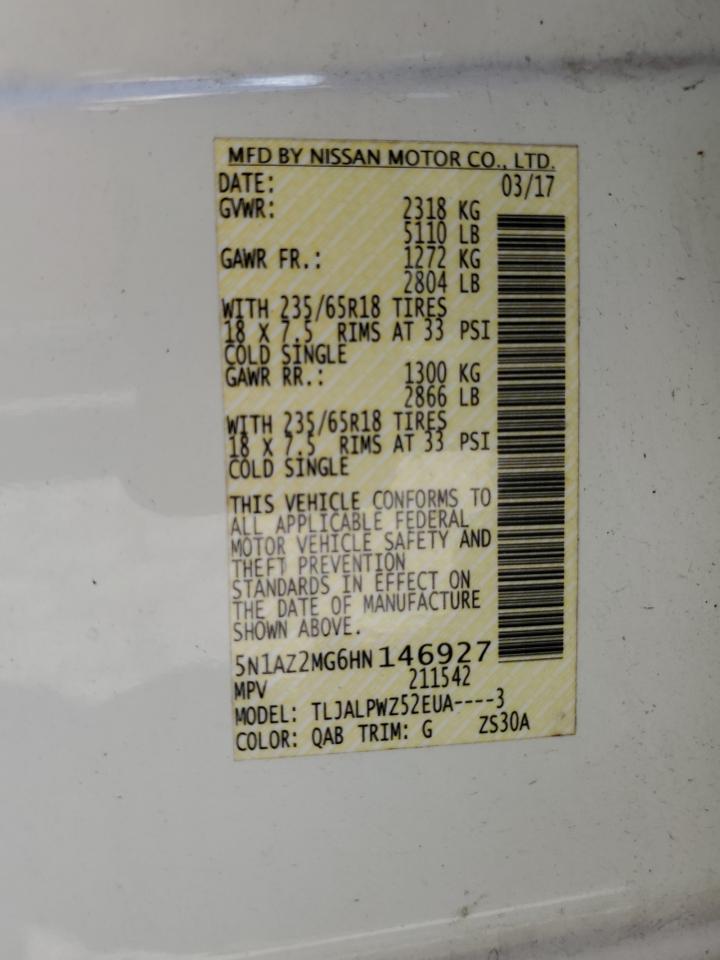 MFD BY NISSAN MOTOR CO., LTD.
DATE: 03/17
GVWR: 2318 KG
5110 LB
GAWR FR.: 1272 KG
2804 LB
WITH 235/65R18 TIRES
18 X 7.5 RIMS AT 33 PSI
COLD SINGLE
GAWR RR.: 1300 KG
2866 LB
WITH 235/65R18 TIRES
18 X 7.5 RIMS AT 33 PSI
COLD SINGLE
THIS VEHICLE CONFORMS TO
ALL APPLICABLE FEDERAL
MOTOR VEHICLE SAFETY AND
THEFT PREVENTION
STANDARDS IN EFFECT ON
THE DATE OF MANUFACTURE
SHOWN ABOVE.
5N1AZ2MG6HN146927
MPV 211542
MODEL: TLJALPWZ52EUA----3
COLOR: QAB TRIM: G ZS30A